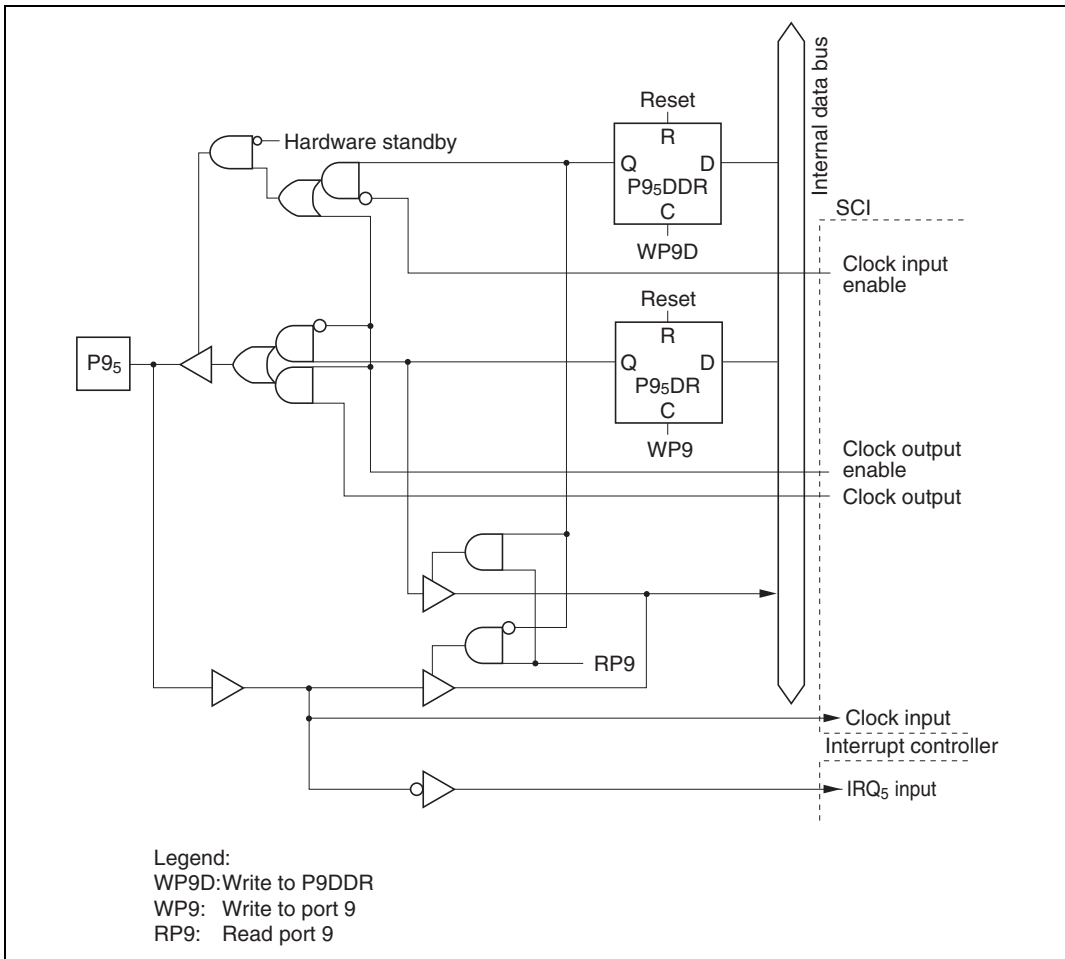 Reset
R
Hardware standby
Q D
P9₅DDR
C
WP9D
Internal data bus
SCI
Clock input
enable
Reset
R
P9₅
Q D
P9₅DR
C
WP9
Clock output
enable
Clock output
RP9
Clock input
Interrupt controller
IRQ₅ input
Legend:
WP9D:Write to P9DDR
WP9: Write to port 9
RP9: Read port 9